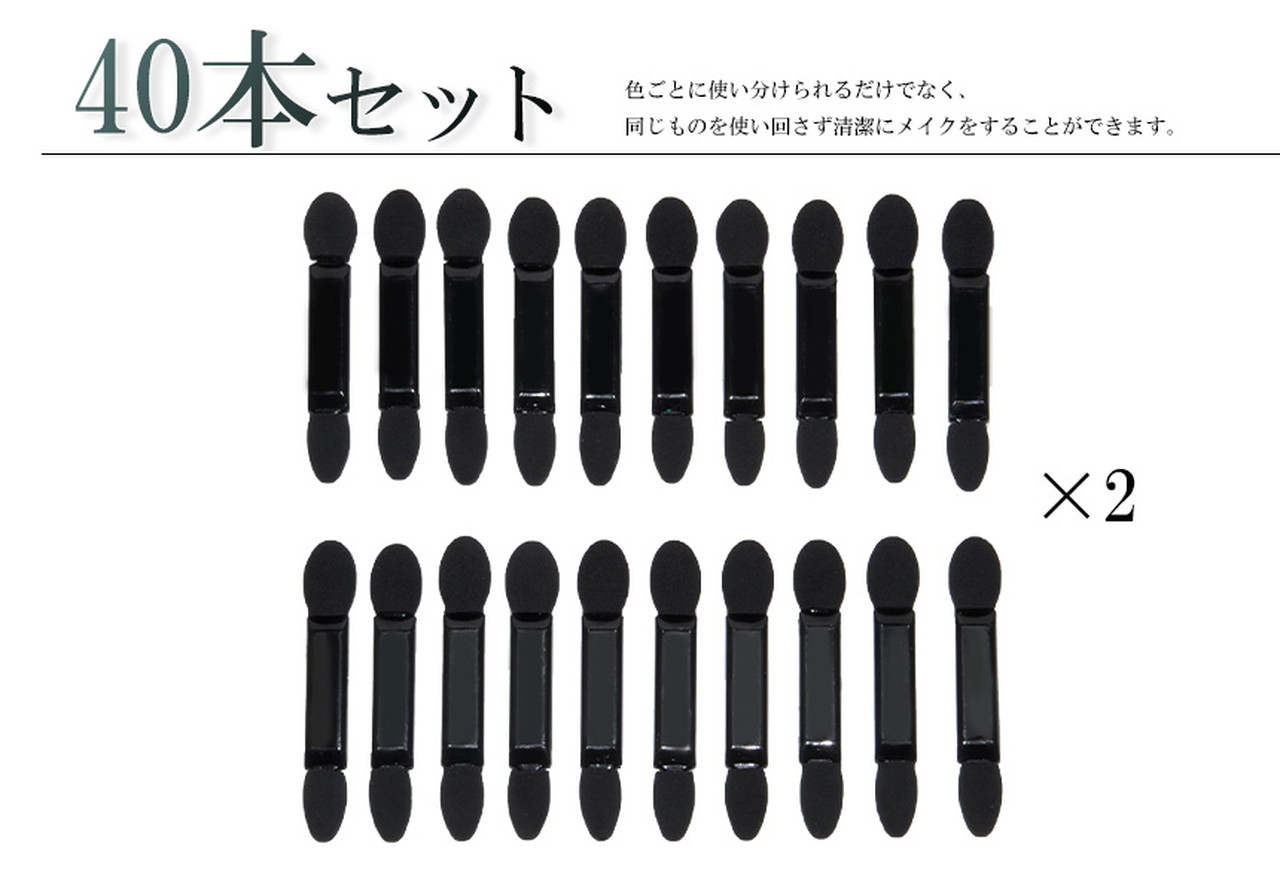 40本セット
色ごとに使い分けられるだけでなく、
同じものを使い回さず清潔にメイクをすることができます。
×2